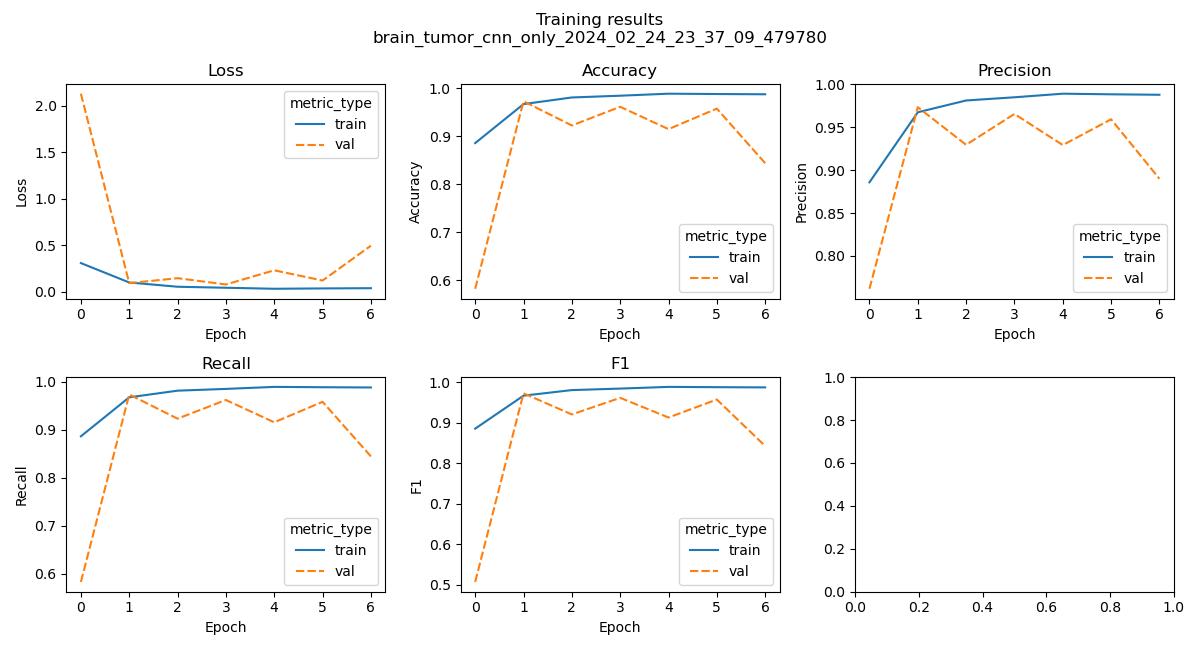 Training results
brain_tumor_cnn_only_2024_02_24_23_37_09_479780
Loss
Loss
2.0
1.5
1.0
0.5
0.0
metric_type
train
val
0 1 2 3 4 5 6
Epoch
Accuracy
Accuracy
1.0
0.9
0.8
0.7
0.6
metric_type
train
val
0 1 2 3 4 5 6
Epoch
Precision
Precision
1.00
0.95
0.90
0.85
0.80
metric_type
train
val
0 1 2 3 4 5 6
Epoch
Recall
Recall
1.0
0.9
0.8
0.7
0.6
metric_type
train
val
0 1 2 3 4 5 6
Epoch
F1
F1
1.0
0.9
0.8
0.7
0.6
0.5
metric_type
train
val
0 1 2 3 4 5 6
Epoch
1.0
0.8
0.6
0.4
0.2
0.0
0.0 0.2 0.4 0.6 0.8 1.0